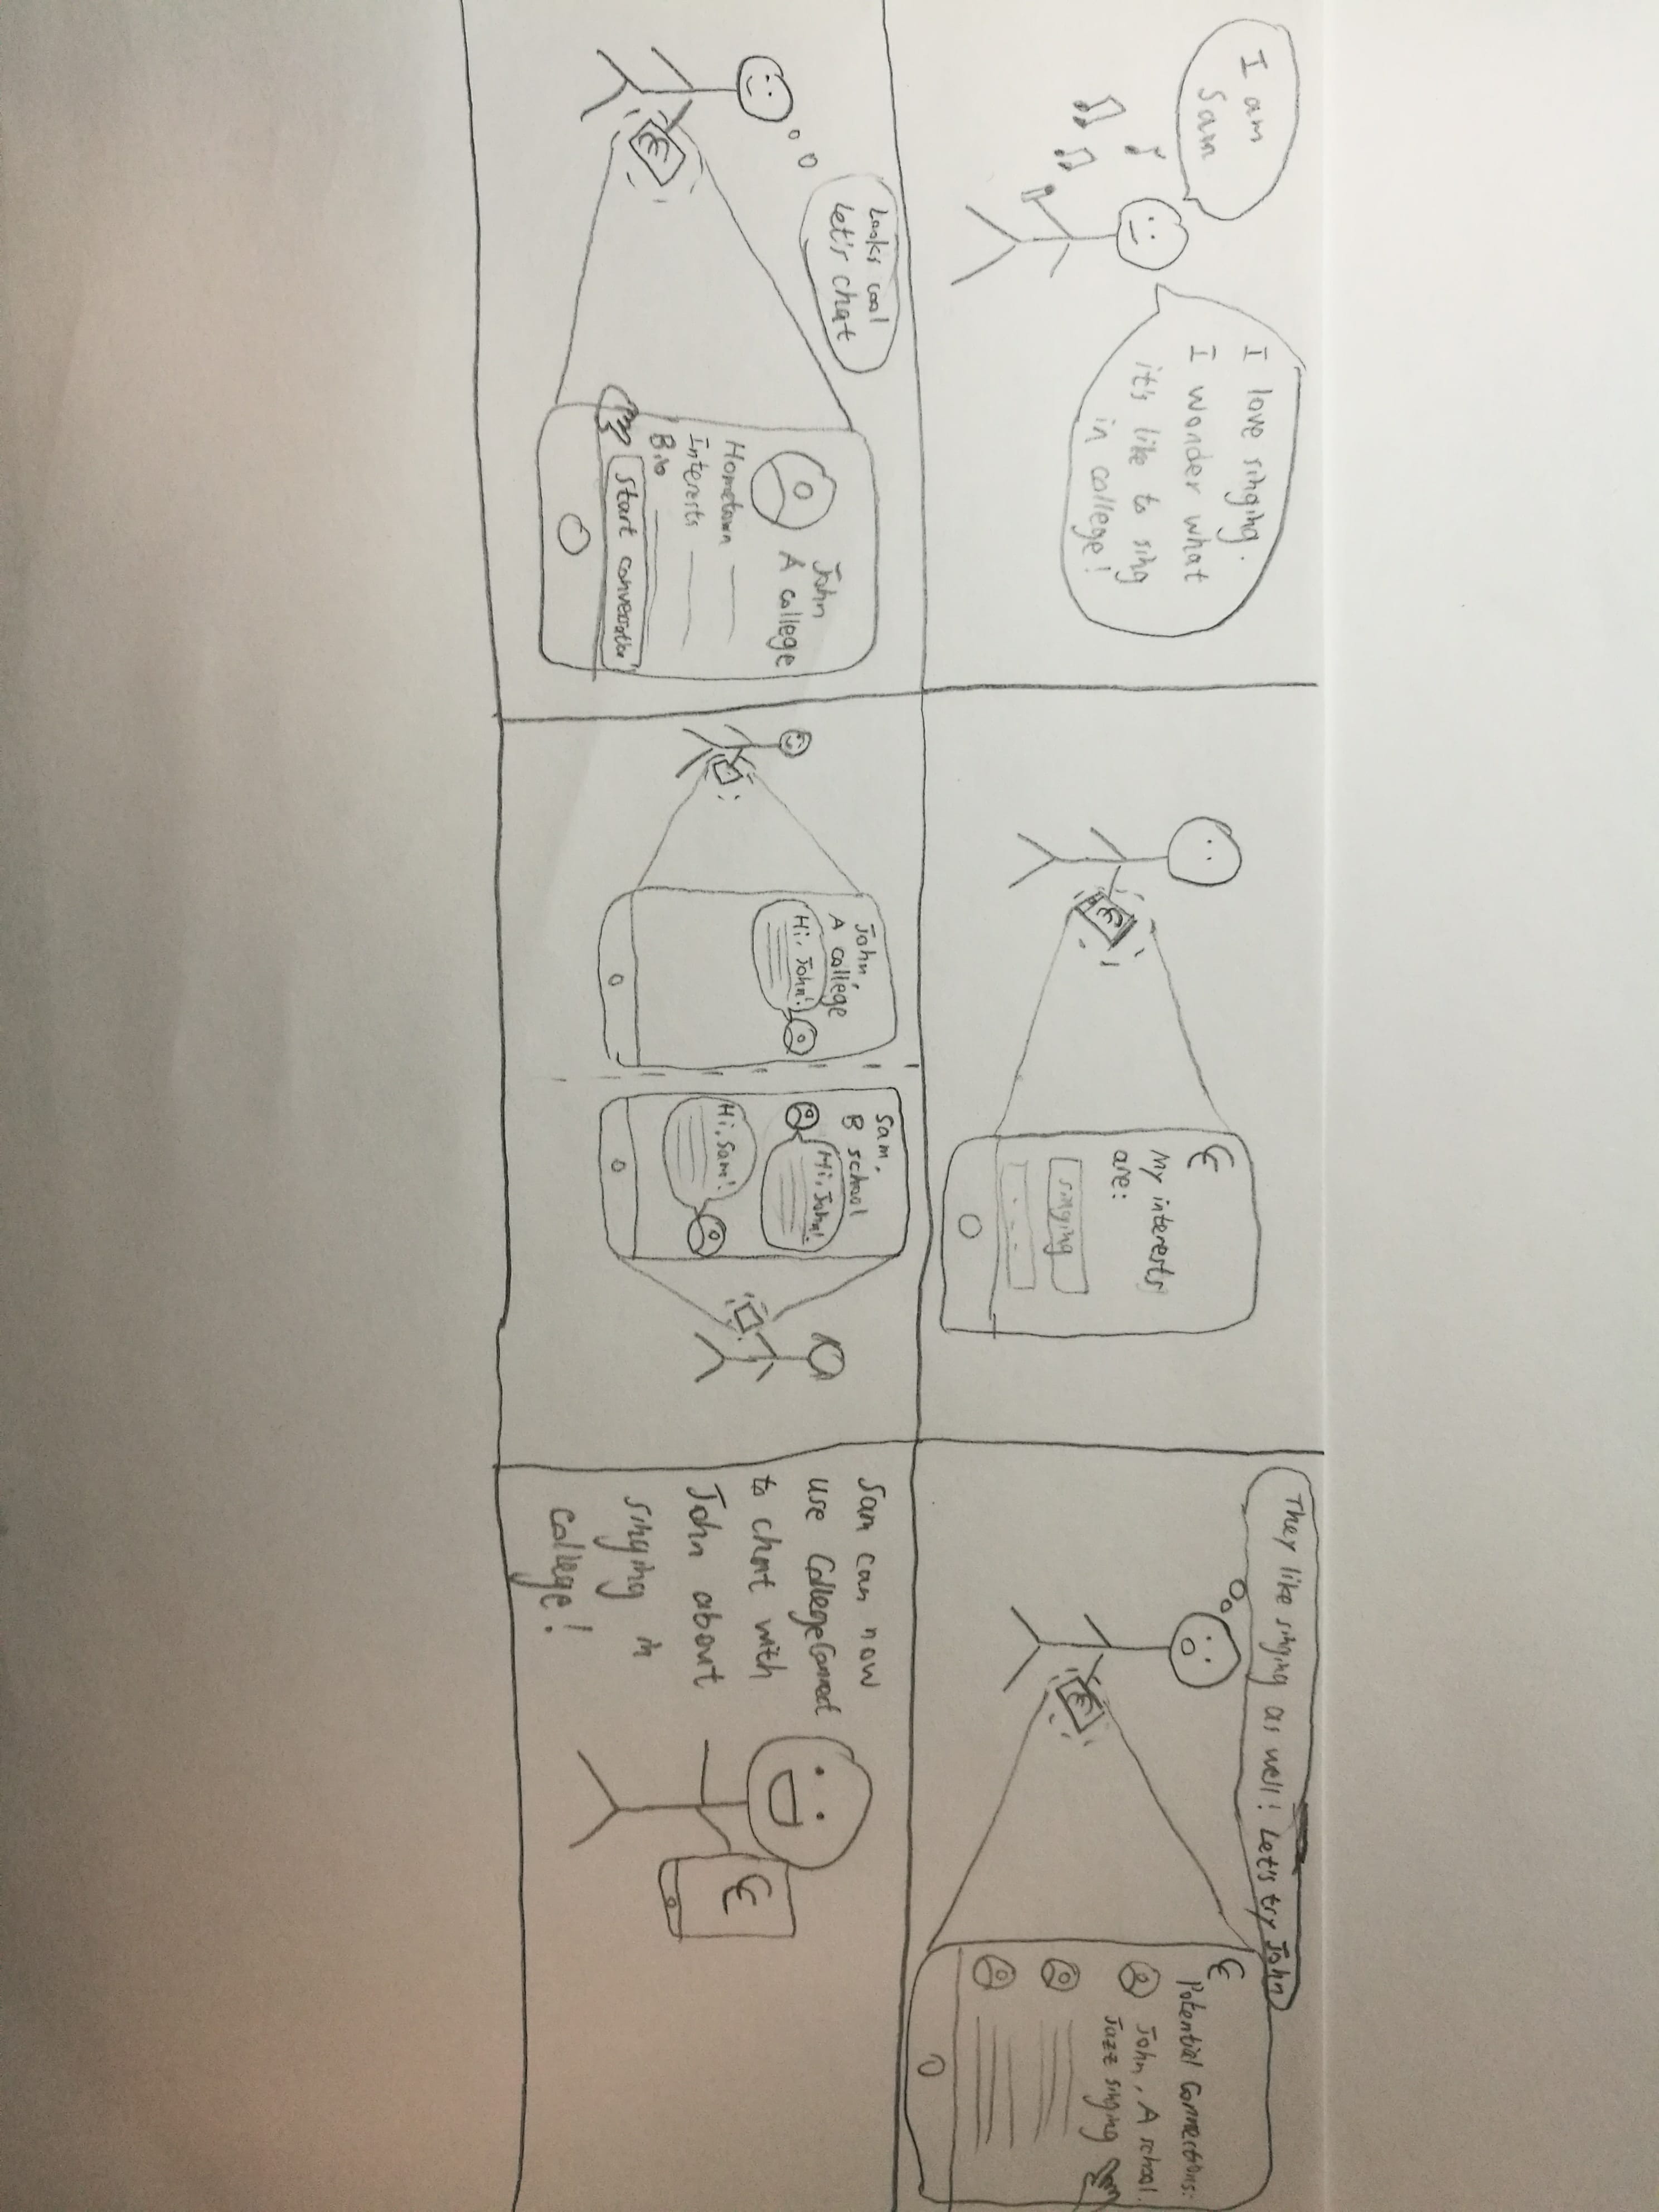 I am
Sam
I love singing.
I wonder what
it's like to sing
in college!
My interests
are:
singing
They like singing as well! Let's try John
Potential Connections:
John, A school.
Jazz singing
Looks cool
Let's chat
John
A college
Hometown
Interests
Bio
Start conversation
John,
A college
Hi, John!
Sam,
B school
Hi, John!
Hi, Sam!
Sam can now
use CollegeConnect
to chat with
John about
singing in
college!